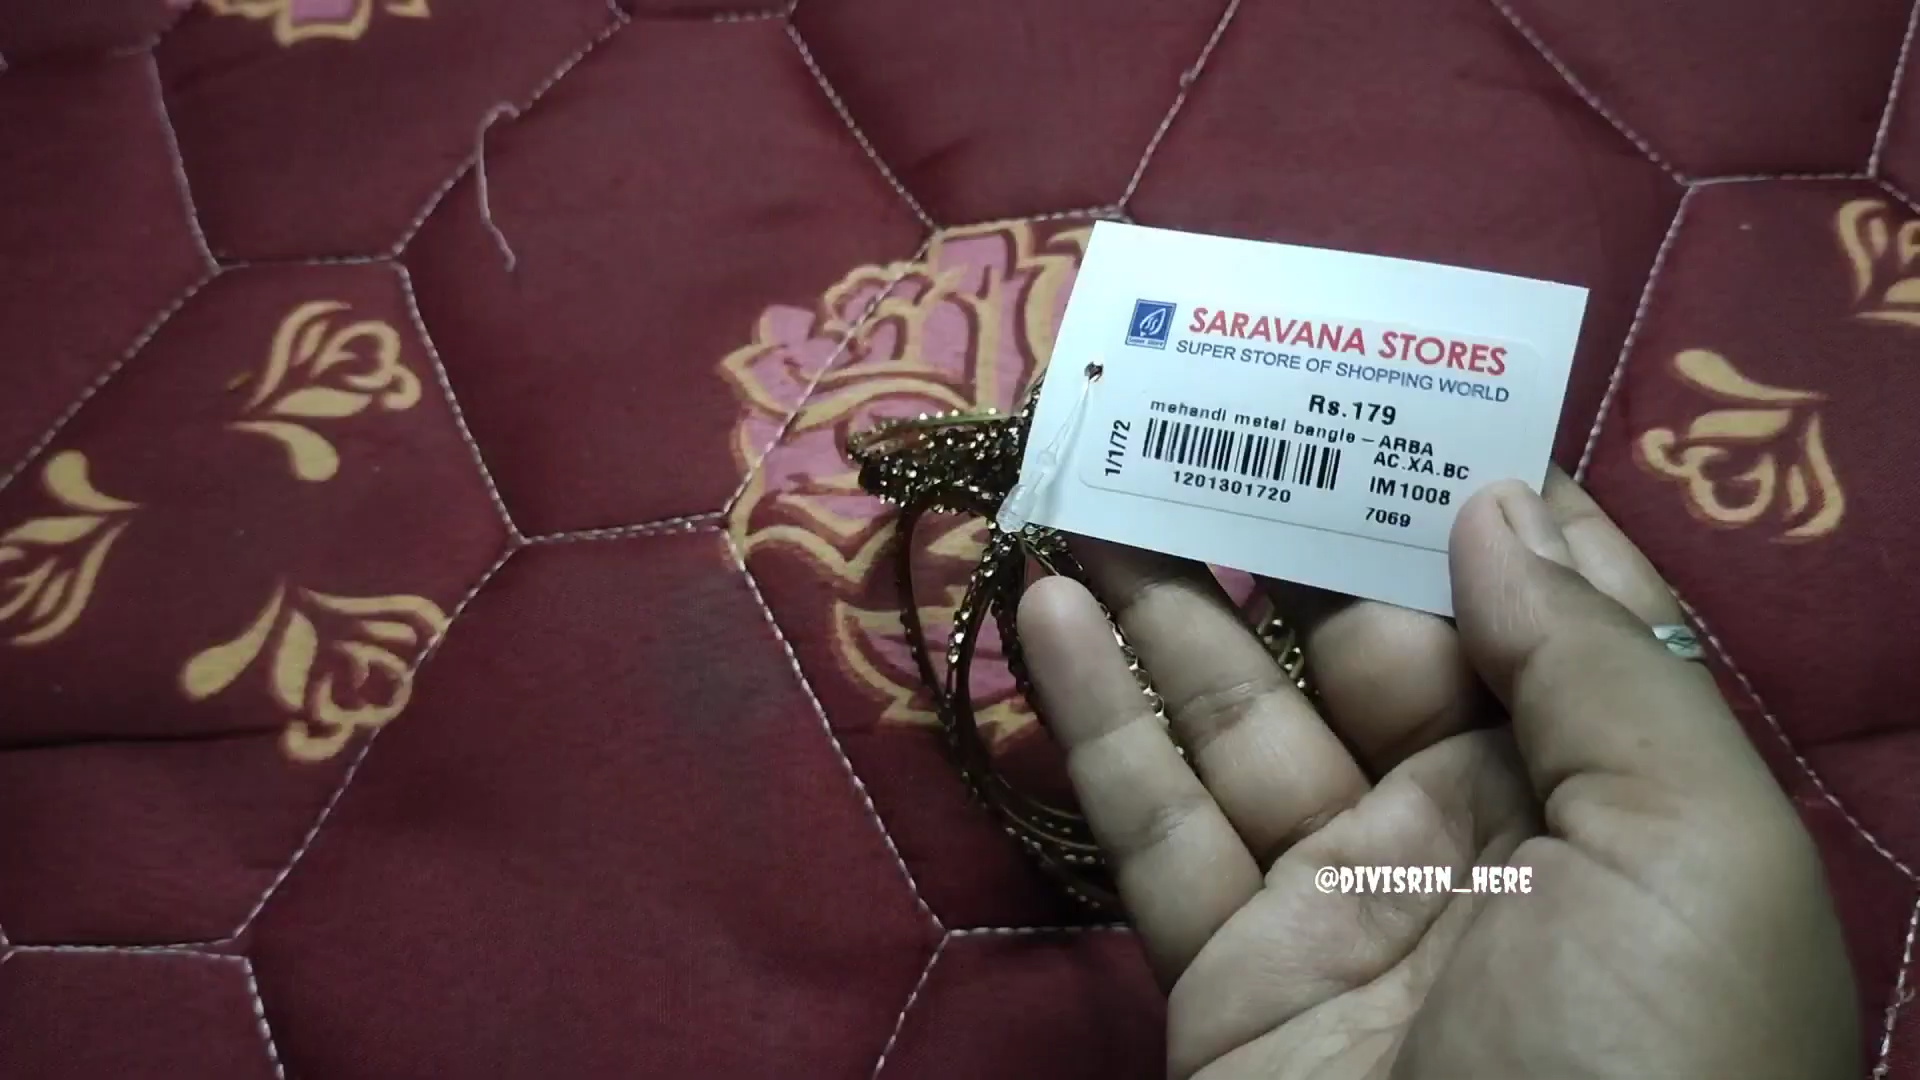 SARAVANA STORES
SUPER STORE OF SHOPPING WORLD
Rs.179
mehandi metal bangle – ARBA
AC.XA.BC
1/1/72
IM1008
1201301720
7069
@DIVISRIN_HERE